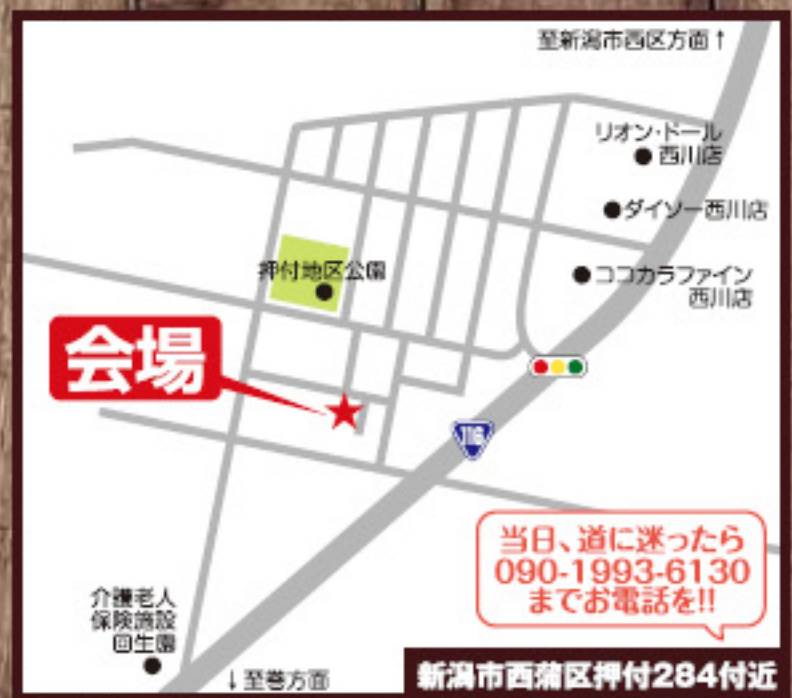 至新潟市西区方面↑
リオン・ドール
西川店
ダイソー西川店
押付地区公園
ココカラファイン
西川店
会場
116
当日、道に迷ったら
090-1993-6130
までお電話を!!
介護老人
保険施設
回生園
↓至巻方面
新潟市西蒲区押付284付近